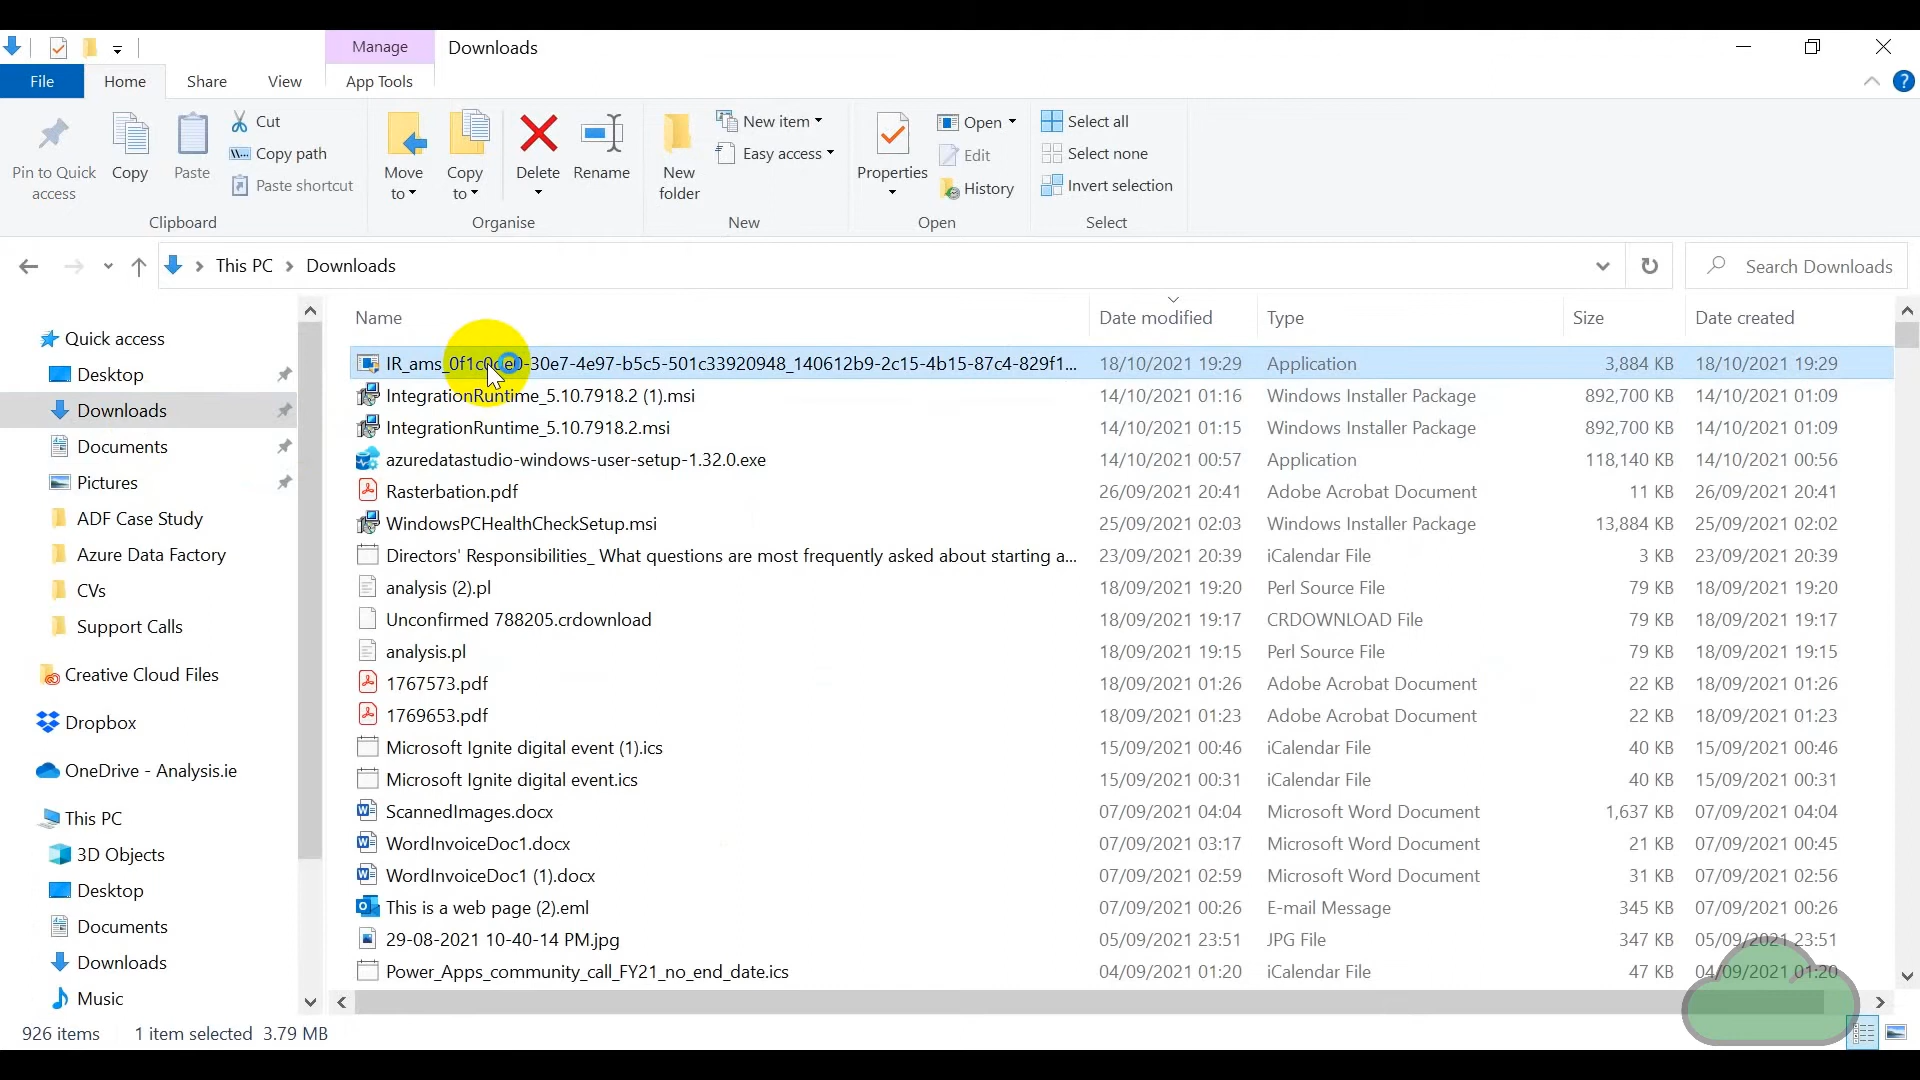 Manage
Downloads
File
Home
Share
View
App Tools
Pin to Quick access
Copy
Paste
Cut
Copy path
Paste shortcut
Clipboard
Move to
Copy to
Delete
Rename
Organise
New folder
New item
Easy access
New
Properties
Open
Edit
History
Open
Select all
Select none
Invert selection
Select
This PC
Downloads
Search Downloads
Quick access
Desktop
Downloads
Documents
Pictures
ADF Case Study
Azure Data Factory
CVs
Support Calls
Creative Cloud Files
Dropbox
OneDrive - Analysis.ie
This PC
3D Objects
Desktop
Documents
Downloads
Music
Name Date modified Type Size Date created
IR_ams_0f1c0ce0-30e7-4e97-b5c5-501c33920948_140612b9-2c15-4b15-87c4-829f1... 18/10/2021 19:29 Application 3,884 KB 18/10/2021 19:29
IntegrationRuntime_5.10.7918.2 (1).msi 14/10/2021 01:16 Windows Installer Package 892,700 KB 14/10/2021 01:09
IntegrationRuntime_5.10.7918.2.msi 14/10/2021 01:15 Windows Installer Package 892,700 KB 14/10/2021 01:09
azuredatastudio-windows-user-setup-1.32.0.exe 14/10/2021 00:57 Application 118,140 KB 14/10/2021 00:56
Rasterbation.pdf 26/09/2021 20:41 Adobe Acrobat Document 11 KB 26/09/2021 20:41
WindowsPCHealthCheckSetup.msi 25/09/2021 02:03 Windows Installer Package 13,884 KB 25/09/2021 02:02
Directors' Responsibilities_ What questions are most frequently asked about starting a... 23/09/2021 20:39 iCalendar File 3 KB 23/09/2021 20:39
analysis (2).pl 18/09/2021 19:20 Perl Source File 79 KB 18/09/2021 19:20
Unconfirmed 788205.crdownload 18/09/2021 19:17 CRDOWNLOAD File 79 KB 18/09/2021 19:17
analysis.pl 18/09/2021 19:15 Perl Source File 79 KB 18/09/2021 19:15
1767573.pdf 18/09/2021 01:26 Adobe Acrobat Document 22 KB 18/09/2021 01:26
1769653.pdf 18/09/2021 01:23 Adobe Acrobat Document 22 KB 18/09/2021 01:23
Microsoft Ignite digital event (1).ics 15/09/2021 00:46 iCalendar File 40 KB 15/09/2021 00:46
Microsoft Ignite digital event.ics 15/09/2021 00:31 iCalendar File 40 KB 15/09/2021 00:31
ScannedImages.docx 07/09/2021 04:04 Microsoft Word Document 1,637 KB 07/09/2021 04:04
WordInvoiceDoc1.docx 07/09/2021 03:17 Microsoft Word Document 21 KB 07/09/2021 00:45
WordInvoiceDoc1 (1).docx 07/09/2021 02:59 Microsoft Word Document 31 KB 07/09/2021 02:56
This is a web page (2).eml 07/09/2021 00:26 E-mail Message 345 KB 07/09/2021 00:26
29-08-2021 10-40-14 PM.jpg 05/09/2021 23:51 JPG File 347 KB 05/09/2021 23:51
Power_Apps_community_call_FY21_no_end_date.ics 04/09/2021 01:20 iCalendar File 47 KB 04/09/2021 01:20
926 items 1 item selected 3.79 MB